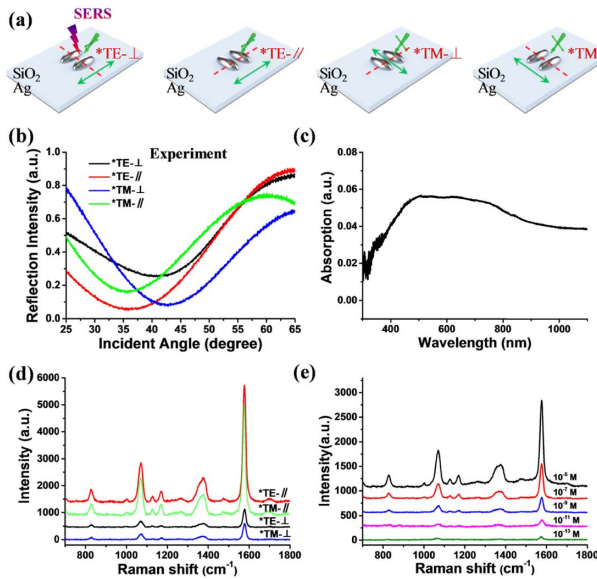 (a)
SERS
*TE-⊥
*TE-//
*TM-⊥
*TM
SiO2
Ag
SiO2
Ag
SiO2
Ag
SiO2
Ag
(b)
Experiment
*TE-⊥
*TE-//
*TM-⊥
*TM-//
Reflection Intensity (a.u.)
1.0
0.8
0.6
0.4
0.2
0.0
25 30 35 40 45 50 55 60 65
Incident Angle (degree)
(c)
Absorption (a.u.)
0.08
0.06
0.04
0.02
0.00
400 600 800 1000
Wavelength (nm)
(d)
Intensity (a.u.)
6000
5000
4000
3000
2000
1000
0
*TE-//
*TM-//
*TE-⊥
*TM-⊥
800 1000 1200 1400 1600 1800
Raman shift (cm-1)
(e)
Intensity (a.u.)
3000
2500
2000
1500
1000
500
0
10-5 M
10-7 M
10-9 M
10-11 M
10-13 M
800 1000 1200 1400 1600 1800
Raman shift (cm-1)